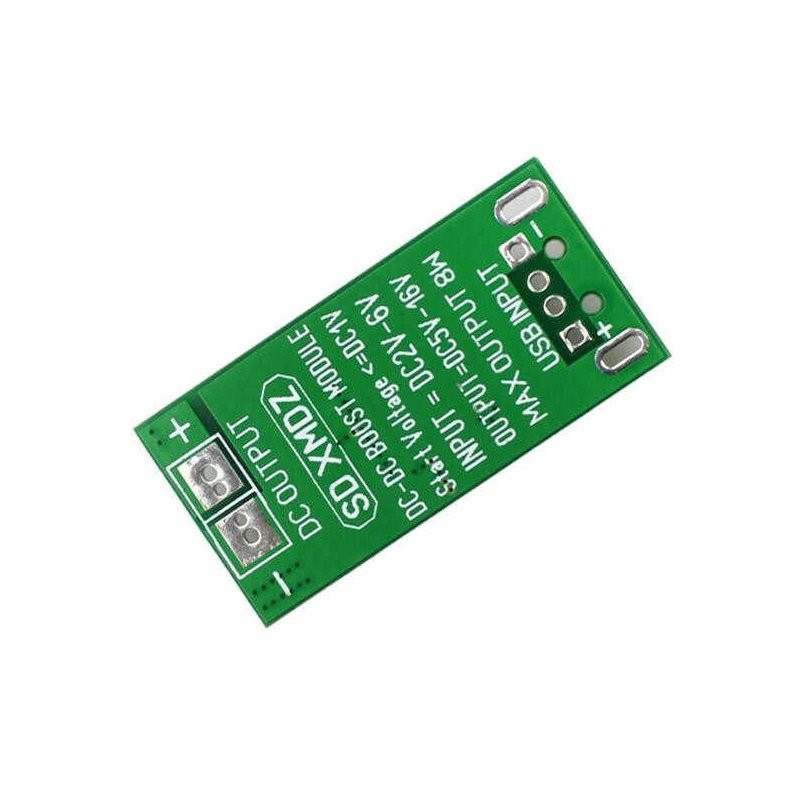 +
DC OUTPUT
−
SD XMDZ
DC-DC BOOST MODULE
Start Voltage <=DC1V
INPUT = DC2V-6V
OUTPUT=DC5V-16V
MAX OUTPUT 8W
USB INPUT
−
+